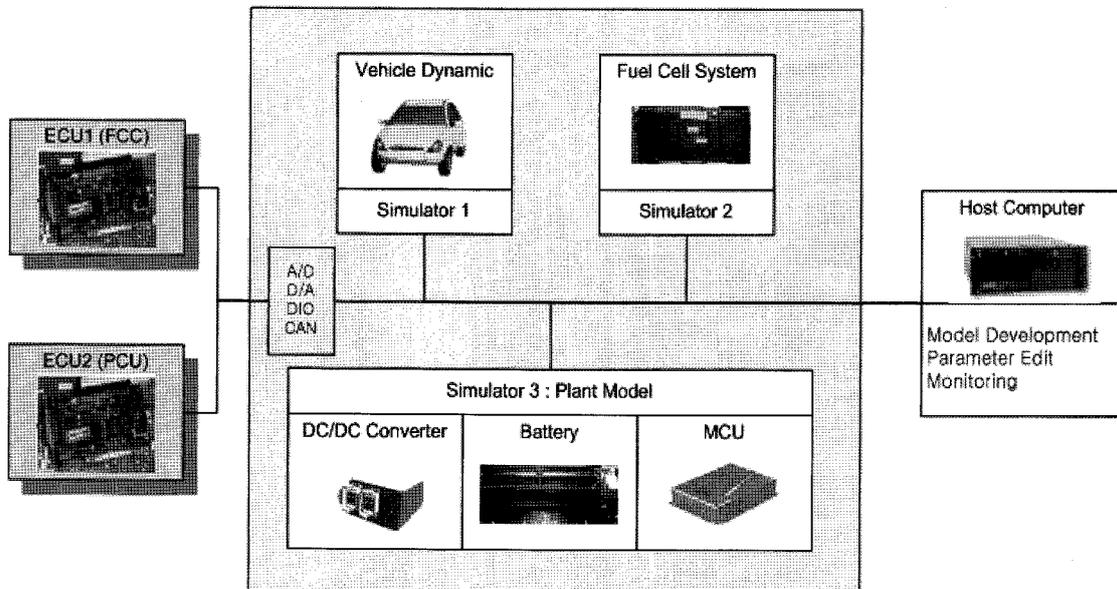 Vehicle Dynamic
Fuel Cell System
ECU1 (FCC)
Simulator 1
Simulator 2
Host Computer
A/D
D/A
DIO
CAN
ECU2 (PCU)
Model Development
Parameter Edit
Monitoring
Simulator 3 : Plant Model
DC/DC Converter
Battery
MCU